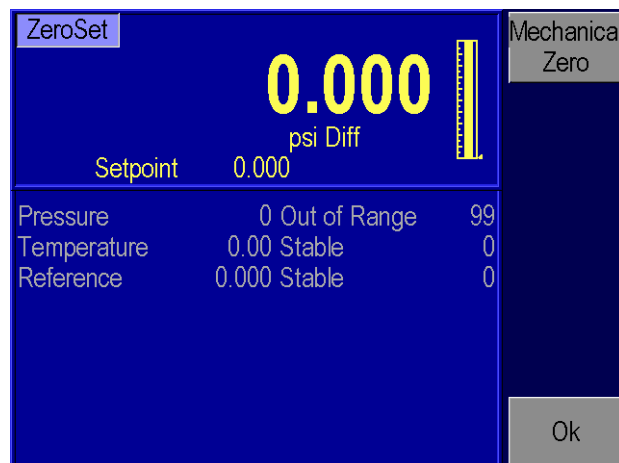 ZeroSet
0.000
psi Diff
Setpoint 0.000
Pressure 0 Out of Range 99
Temperature 0.00 Stable 0
Reference 0.000 Stable 0
Mechanica
Zero
Ok